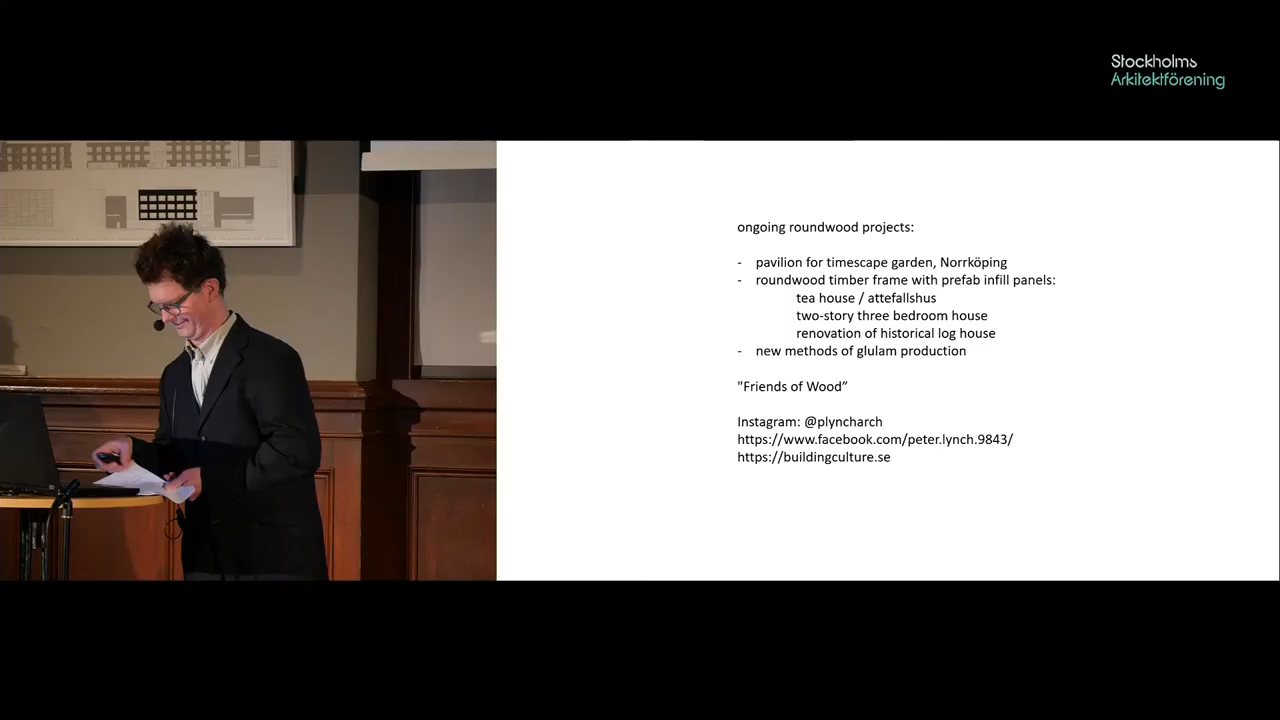 Stockholms
Arkitektförening
ongoing roundwood projects:
- pavilion for timescape garden, Norrköping
- roundwood timber frame with prefab infill panels:
tea house / attefallshus
two-story three bedroom house
renovation of historical log house
- new methods of glulam production
"Friends of Wood”
Instagram: @plyncharch
https://www.facebook.com/peter.lynch.9843/
https://buildingculture.se